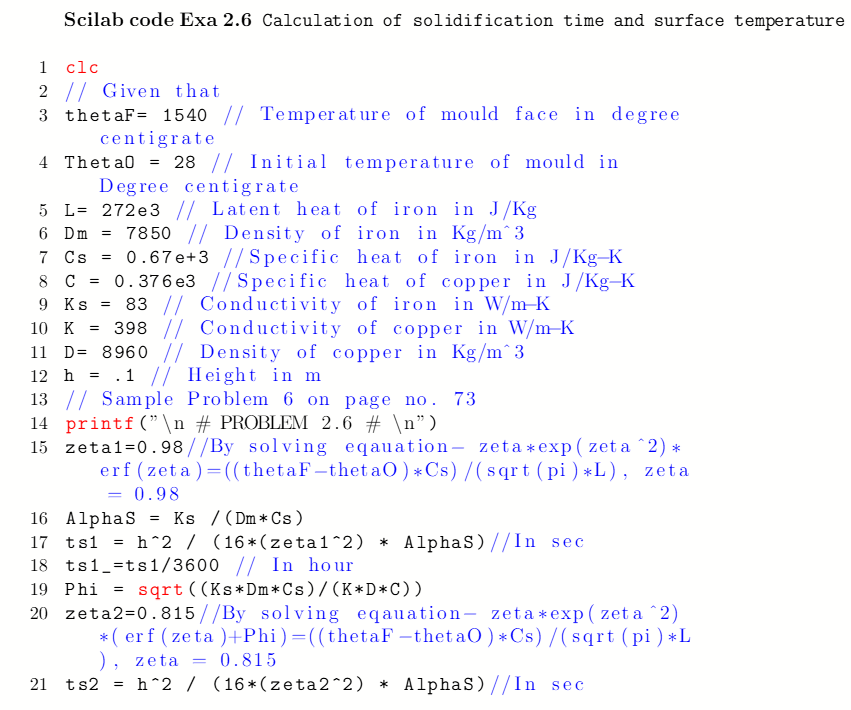 Scilab code Exa 2.6 Calculation of solidification time and surface temperature
1 clc
2 // Given that
3 thetaF= 1540 // Temperature of mould face in degree
centigrate
4 ThetaO = 28 // Initial temperature of mould in
Degree centigrate
5 L= 272e3 // Latent heat of iron in J/Kg
6 Dm = 7850 // Density of iron in Kg/m^3
7 Cs = 0.67e+3 //Specific heat of iron in J/Kg-K
8 C = 0.376e3 //Specific heat of copper in J/Kg-K
9 Ks = 83 // Conductivity of iron in W/m-K
10 K = 398 // Conductivity of copper in W/m-K
11 D= 8960 // Density of copper in Kg/m^3
12 h = .1 // Height in m
13 // Sample Problem 6 on page no. 73
14 printf("\n # PROBLEM 2.6 # \n")
15 zeta1=0.98//By solving eqauation- zeta*exp(zeta^2)*
erf(zeta)=((thetaF-thetaO)*Cs)/(sqrt(pi)*L), zeta
= 0.98
16 AlphaS = Ks /(Dm*Cs)
17 ts1 = h^2 / (16*(zeta1^2) * AlphaS)//In sec
18 ts1_=ts1/3600 // In hour
19 Phi = sqrt((Ks*Dm*Cs)/(K*D*C))
20 zeta2=0.815//By solving eqauation- zeta*exp(zeta^2)
*(erf(zeta)+Phi)=((thetaF-thetaO)*Cs)/(sqrt(pi)*L
), zeta = 0.815
21 ts2 = h^2 / (16*(zeta2^2) * AlphaS)//In sec